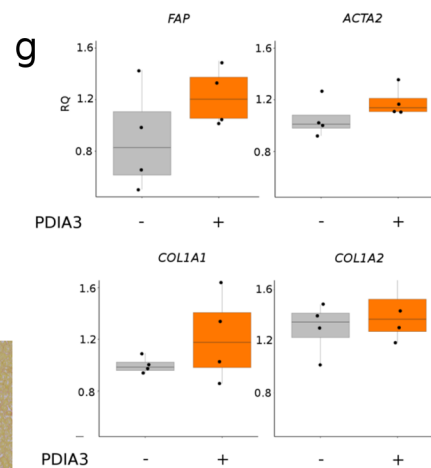 g
FAP
ACTA2
1.6
1.2
0.8
RQ
1.6
1.2
0.8
PDIA3 - + - +
COL1A1
COL1A2
1.6
1.2
0.8
1.6
1.2
0.8
PDIA3 - + - +